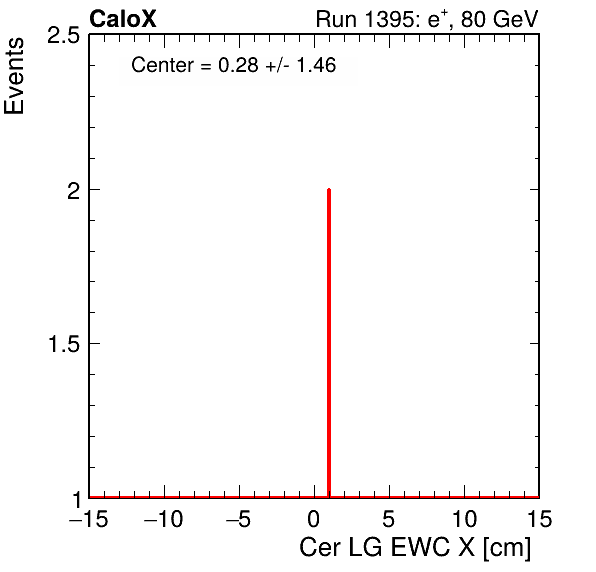 CaloX Run 1395: e⁺, 80 GeV
Center = 0.28 +/- 1.46
Events
2.5
2
1.5
1
−15 −10 −5 0 5 10 15
Cer LG EWC X [cm]